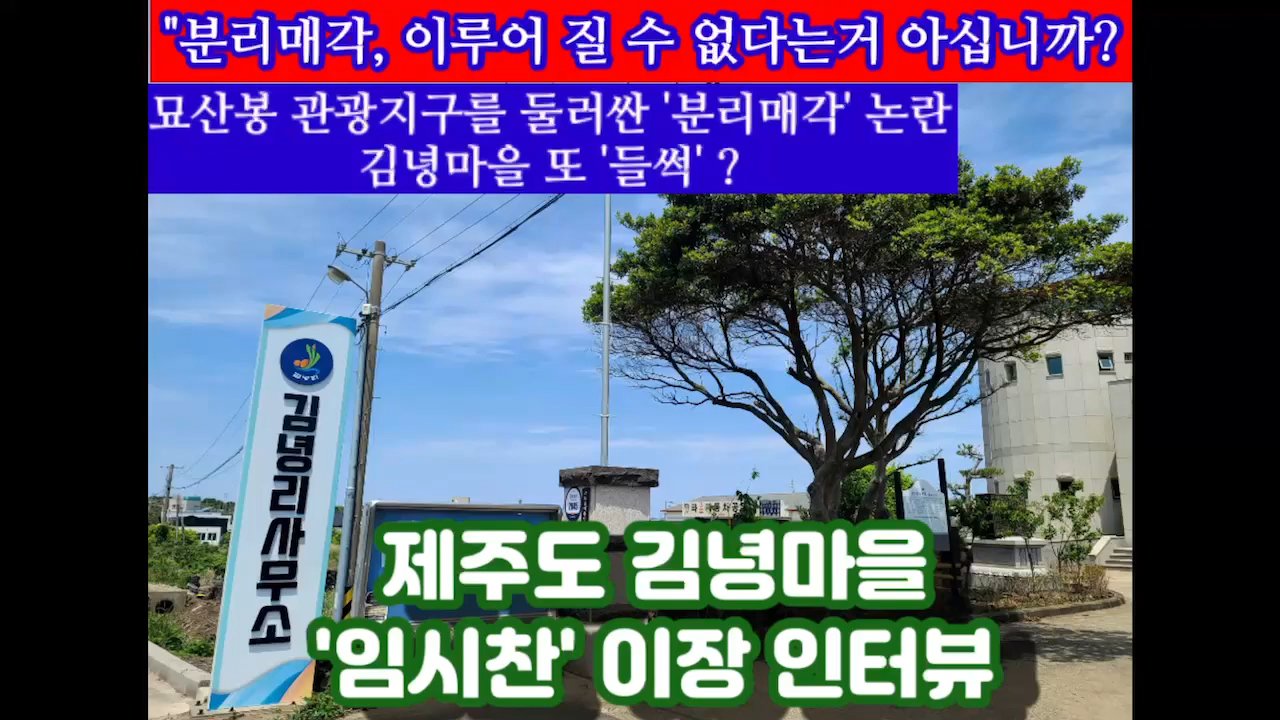 "분리매각, 이루어 질 수 없다는거 아십니까?
묘산봉 관광지구를 둘러싼 '분리매각' 논란
김녕마을 또 '들썩' ?
김녕리사무소
제주도 김녕마을
'임시찬' 이장 인터뷰